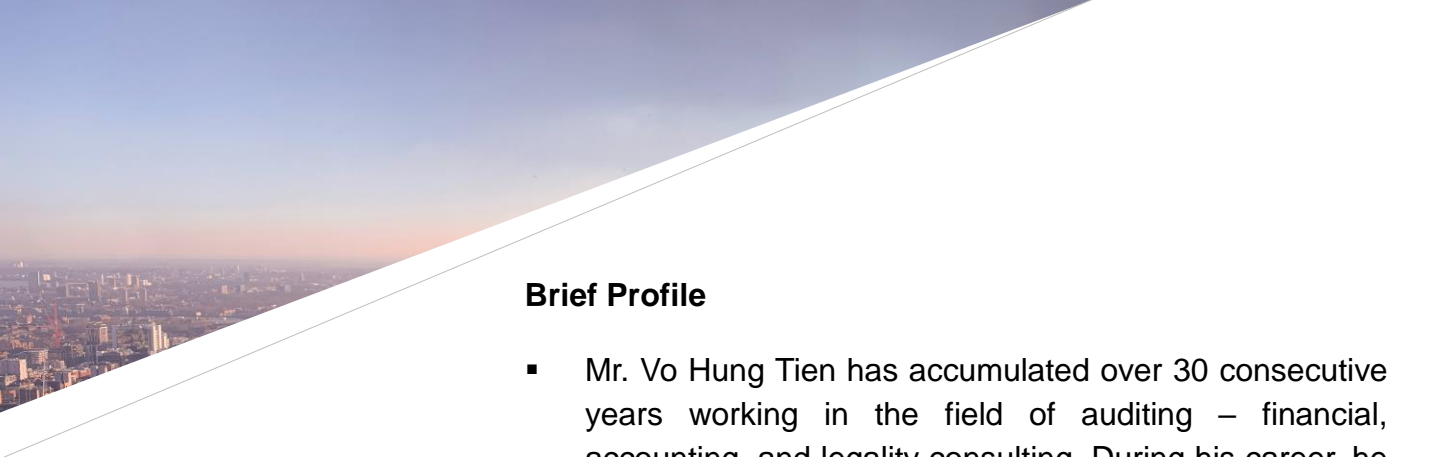 Brief Profile
▪ Mr. Vo Hung Tien has accumulated over 30 consecutive
years working in the field of auditing – financial,
accounting, and legality consulting. During his career, he